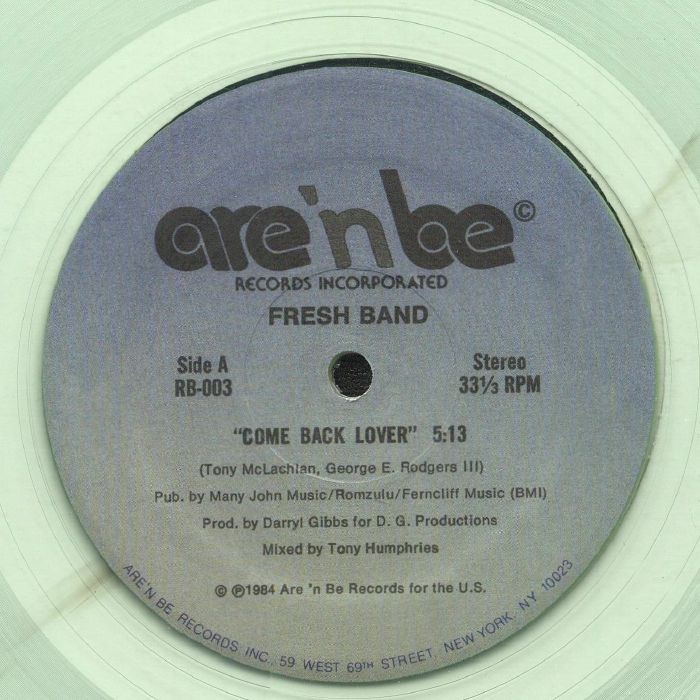 are 'n be©
RECORDS INCORPORATED
FRESH BAND
Side A
RB-003
Stereo
33⅓ RPM
"COME BACK LOVER" 5:13
(Tony McLachlan, George E. Rodgers III)
Pub. by Many John Music/Romzulu/Ferncliff Music (BMI)
Prod. by Darryl Gibbs for D. G. Productions
Mixed by Tony Humphries
© ℗1984 Are 'n Be Records for the U.S.
ARE'N BE RECORDS INC., 59 WEST 69TH STREET, NEW YORK, NY 10023